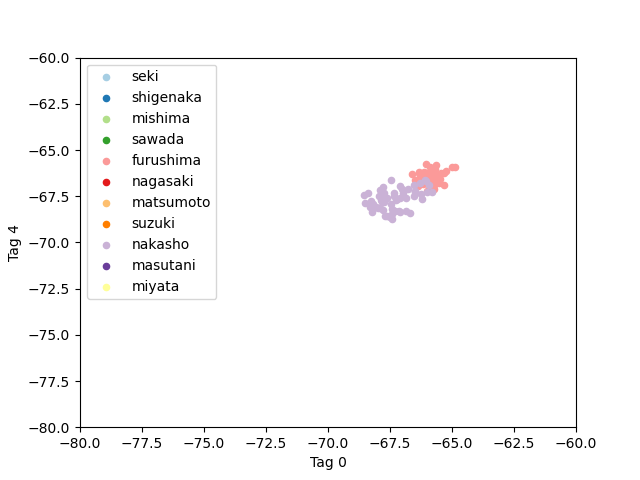 −60.0
−62.5
−65.0
−67.5
−70.0
−72.5
−75.0
−77.5
−80.0
Tag 4
seki
shigenaka
mishima
sawada
furushima
nagasaki
matsumoto
suzuki
nakasho
masutani
miyata
−80.0 −77.5 −75.0 −72.5 −70.0 −67.5 −65.0 −62.5 −60.0
Tag 0